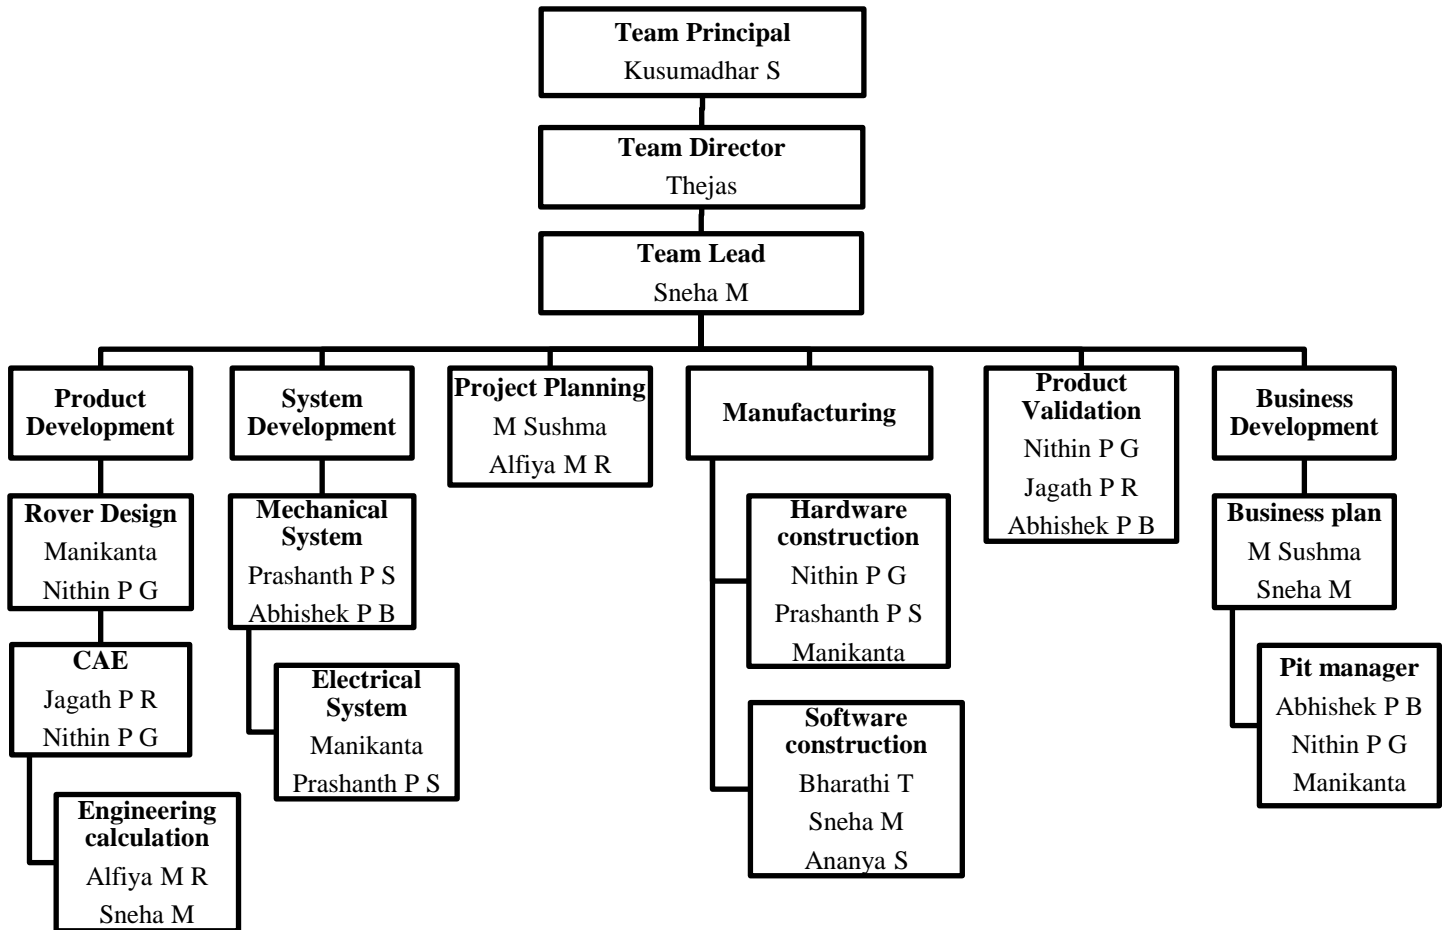 Team Principal
Kusumadhar S
Team Director
Thejas
Team Lead
Sneha M
Product
Development
Rover Design
Manikanta
Nithin P G
CAE
Jagath P R
Nithin P G
Engineering
calculation
Alfiya M R
Sneha M
System
Development
Mechanical
System
Prashanth P S
Abhishek P B
Electrical
System
Manikanta
Prashanth P S
Project Planning
M Sushma
Alfiya M R
Manufacturing
Hardware
construction
Nithin P G
Prashanth P S
Manikanta
Software
construction
Bharathi T
Sneha M
Ananya S
Product
Validation
Nithin P G
Jagath P R
Abhishek P B
Business
Development
Business plan
M Sushma
Sneha M
Pit manager
Abhishek P B
Nithin P G
Manikanta